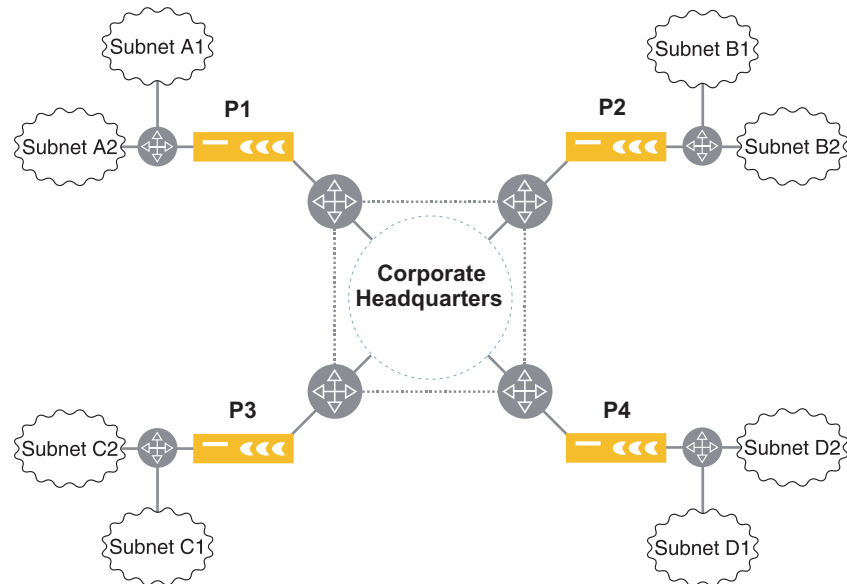 Subnet A1
Subnet B1
P1
P2
Subnet A2
Subnet B2
Corporate
Headquarters
P3
P4
Subnet C2
Subnet D2
Subnet C1
Subnet D1